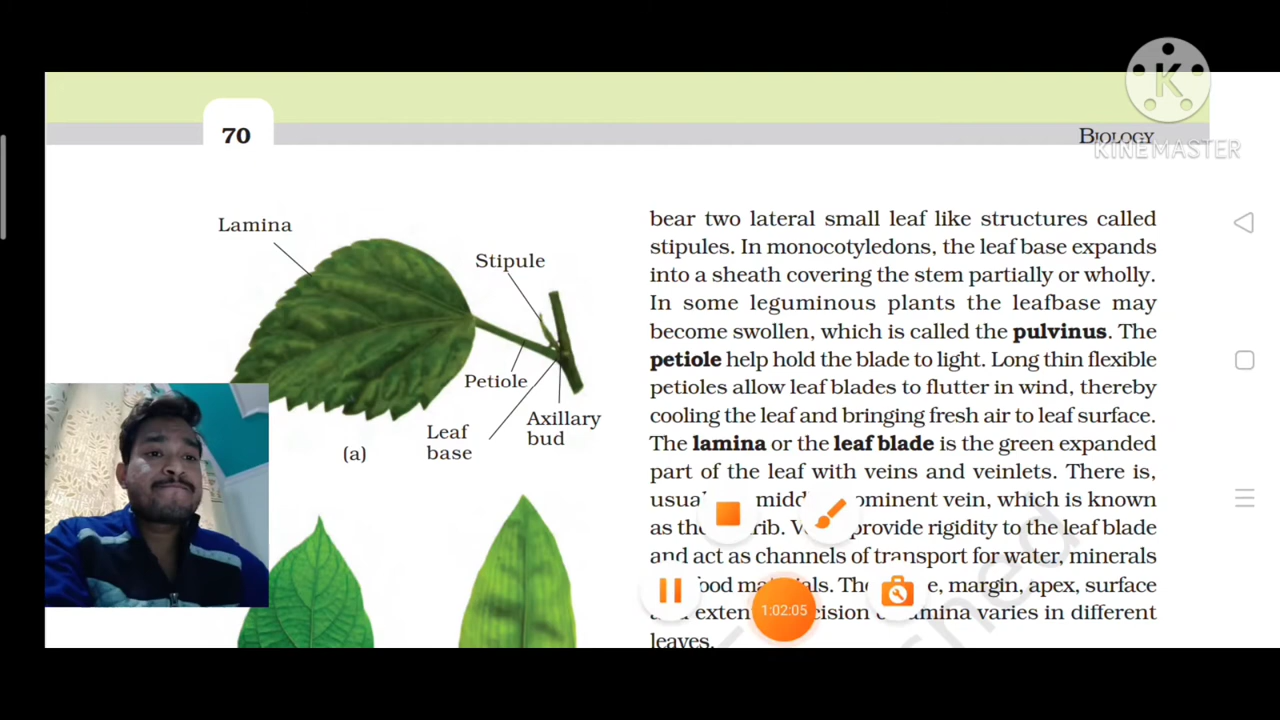 K
KINEMASTER
70
BIOLOGY
Lamina
Stipule
Petiole
Axillary
bud
Leaf
base
(a)
bear two lateral small leaf like structures called
stipules. In monocotyledons, the leaf base expands
into a sheath covering the stem partially or wholly.
In some leguminous plants the leafbase may
become swollen, which is called the pulvinus. The
petiole help hold the blade to light. Long thin flexible
petioles allow leaf blades to flutter in wind, thereby
cooling the leaf and bringing fresh air to leaf surface.
The lamina or the leaf blade is the green expanded
part of the leaf with veins and veinlets. There is,
vein, which is known
as provide rigidity to the leaf blade
and act as channels of transport for water, minerals
margin, apex, surface
varies in different
leaves.
1:02:05